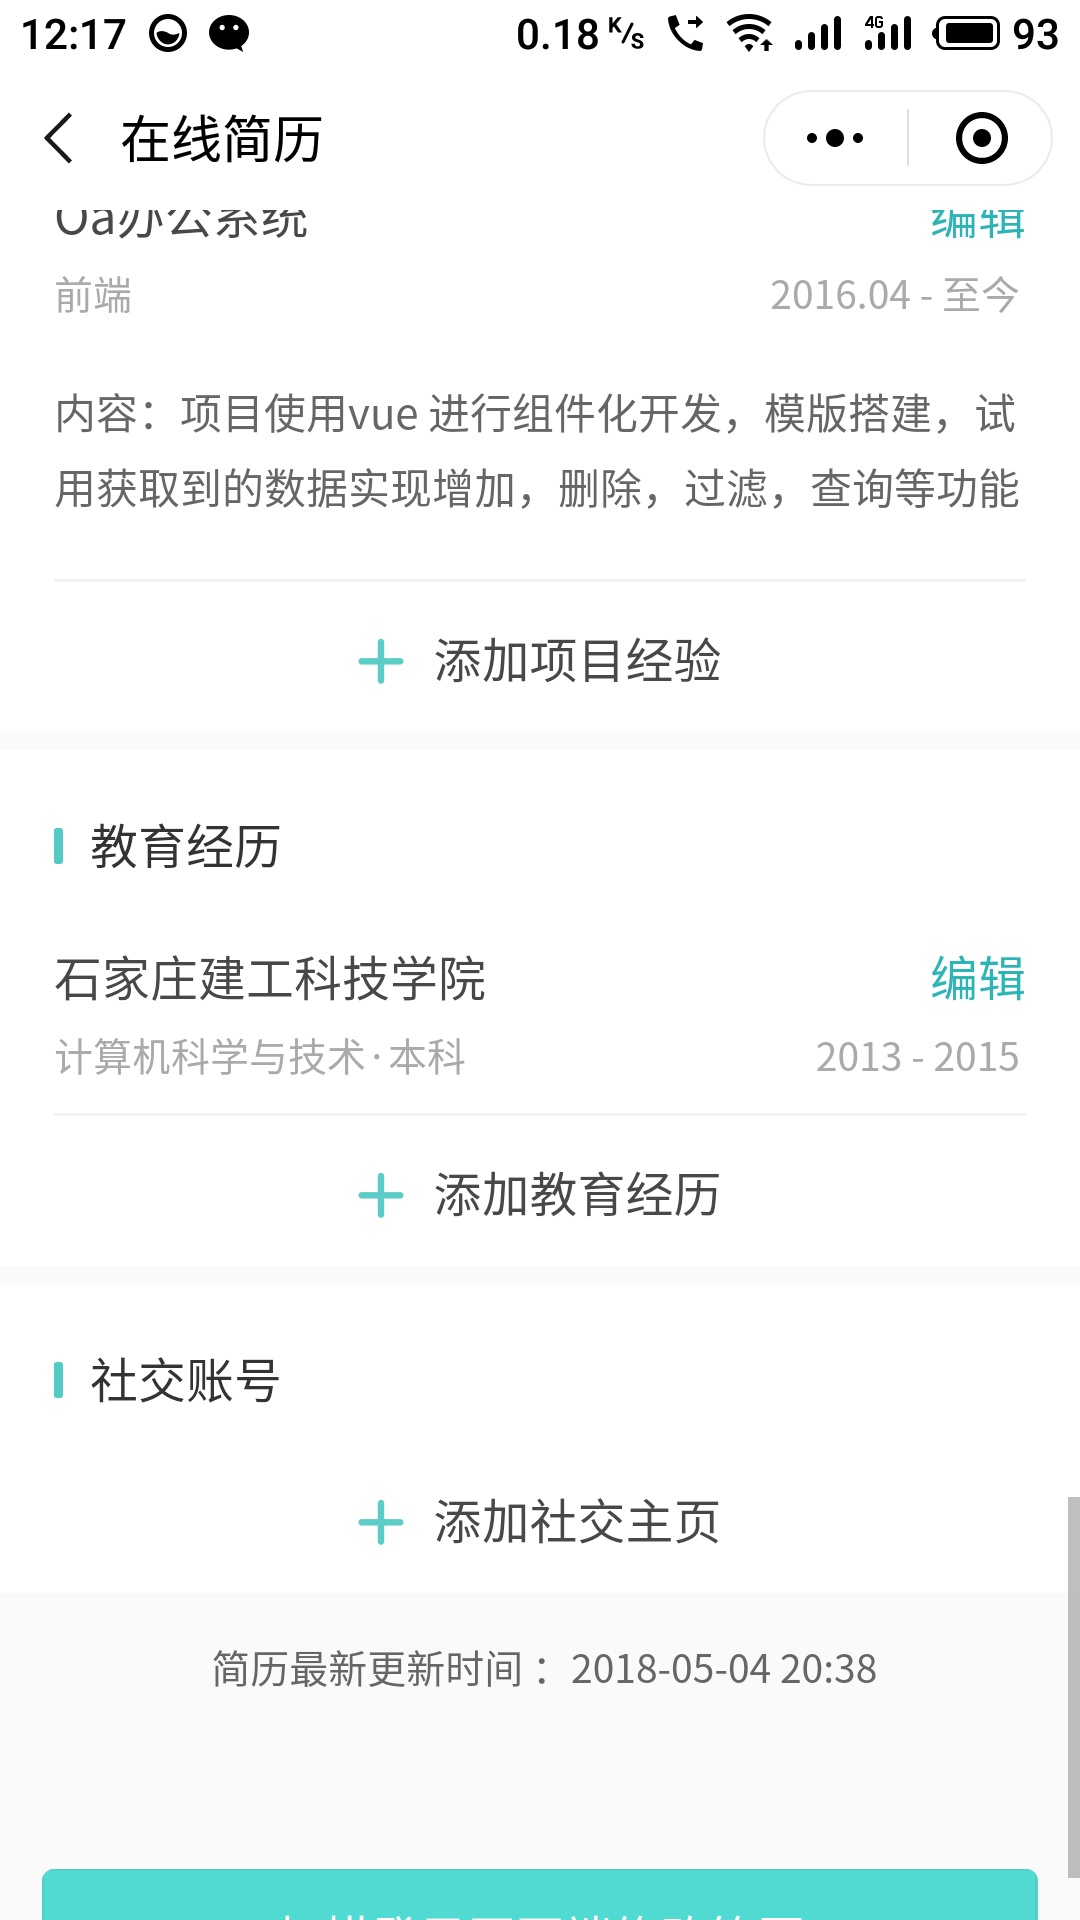 12:17 0.18 K/s 4G 93
在线简历
Oa办公系统 编辑
前端 2016.04 - 至今
内容：项目使用vue 进行组件化开发，模版搭建，试
用获取到的数据实现增加，删除，过滤，查询等功能
添加项目经验
教育经历
石家庄建工科技学院 编辑
计算机科学与技术·本科 2013 - 2015
添加教育经历
社交账号
添加社交主页
简历最新更新时间： 2018-05-04 20:38